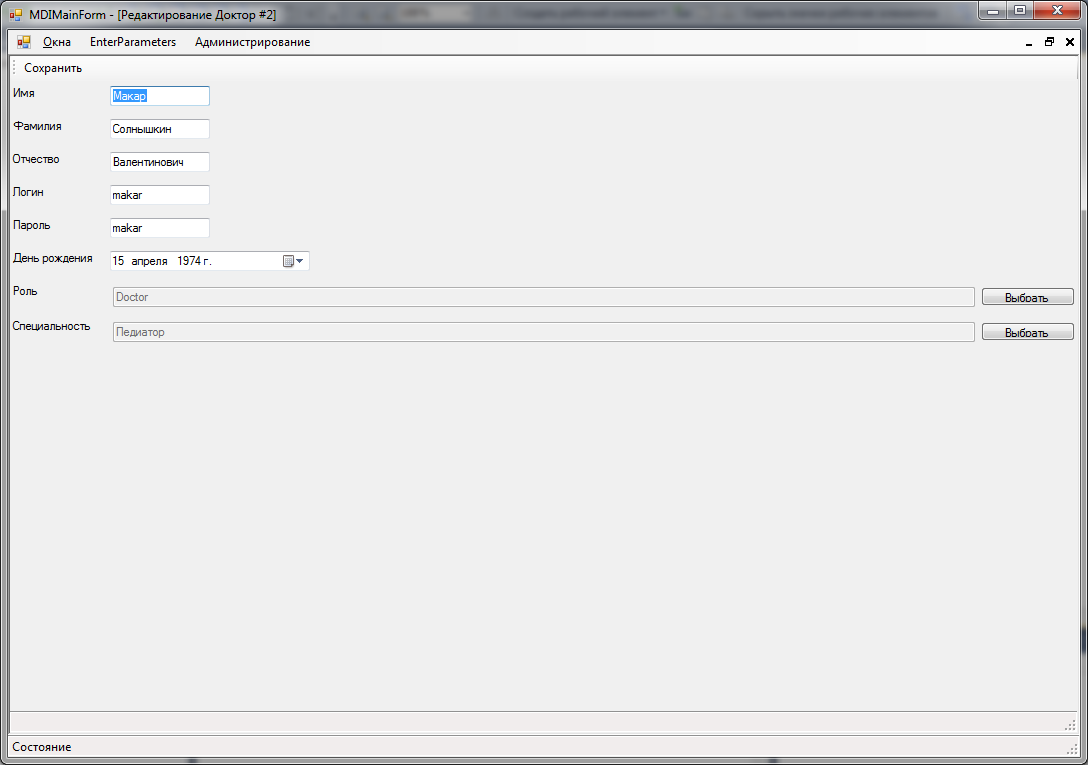 MDIMainForm - [Редактирование Доктор #2]
Окна EnterParameters Администрирование
Сохранить
Имя Макар
Фамилия Солнышкин
Отчество Валентинович
Логин makar
Пароль makar
День рождения 15 апреля 1974 г.
Роль Doctor Выбрать
Специальность Педиатор Выбрать
Состояние